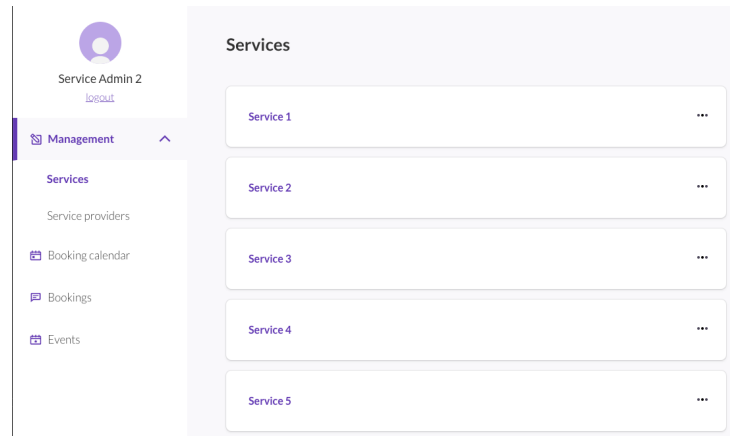 Service Admin 2
logout
Management
Services
Service providers
Booking calendar
Bookings
Events
Services
Service 1
Service 2
Service 3
Service 4
Service 5